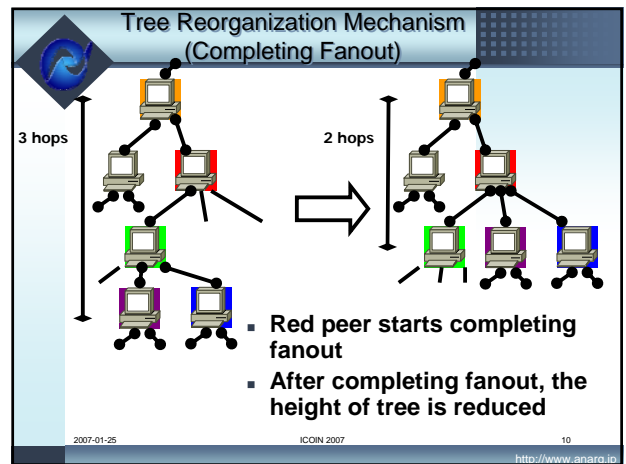 Tree Reorganization Mechanism
(Completing Fanout)
3 hops
2 hops
Red peer starts completing
fanout
After completing fanout, the
height of tree is reduced
2007-01-25
ICOIN 2007
10
http://www.anarg.jp